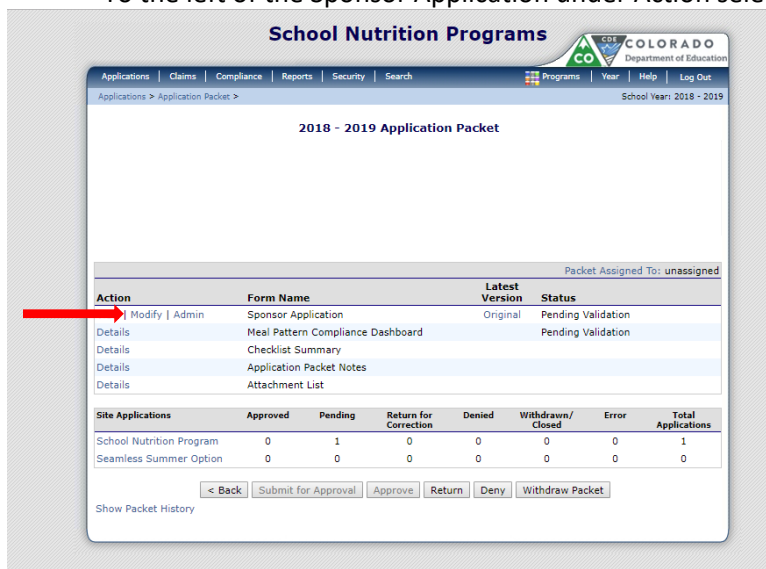 To the left of the Sponsor Application under Action sele
School Nutrition Programs
CDE
CO
COLORADO
Department of Education
Applications | Claims | Compliance | Reports | Security | Search Programs | Year | Help | Log Out
Applications > Application Packet > School Year: 2018 - 2019
2018 - 2019 Application Packet
Packet Assigned To: unassigned
Action Form Name Latest Version Status
| Modify | Admin Sponsor Application Original Pending Validation
Details Meal Pattern Compliance Dashboard Pending Validation
Details Checklist Summary
Details Application Packet Notes
Details Attachment List
Site Applications Approved Pending Return for Correction Denied Withdrawn/ Closed Error Total Applications
School Nutrition Program 0 1 0 0 0 0 1
Seamless Summer Option 0 0 0 0 0 0 0
< Back Submit for Approval Approve Return Deny Withdraw Packet
Show Packet History